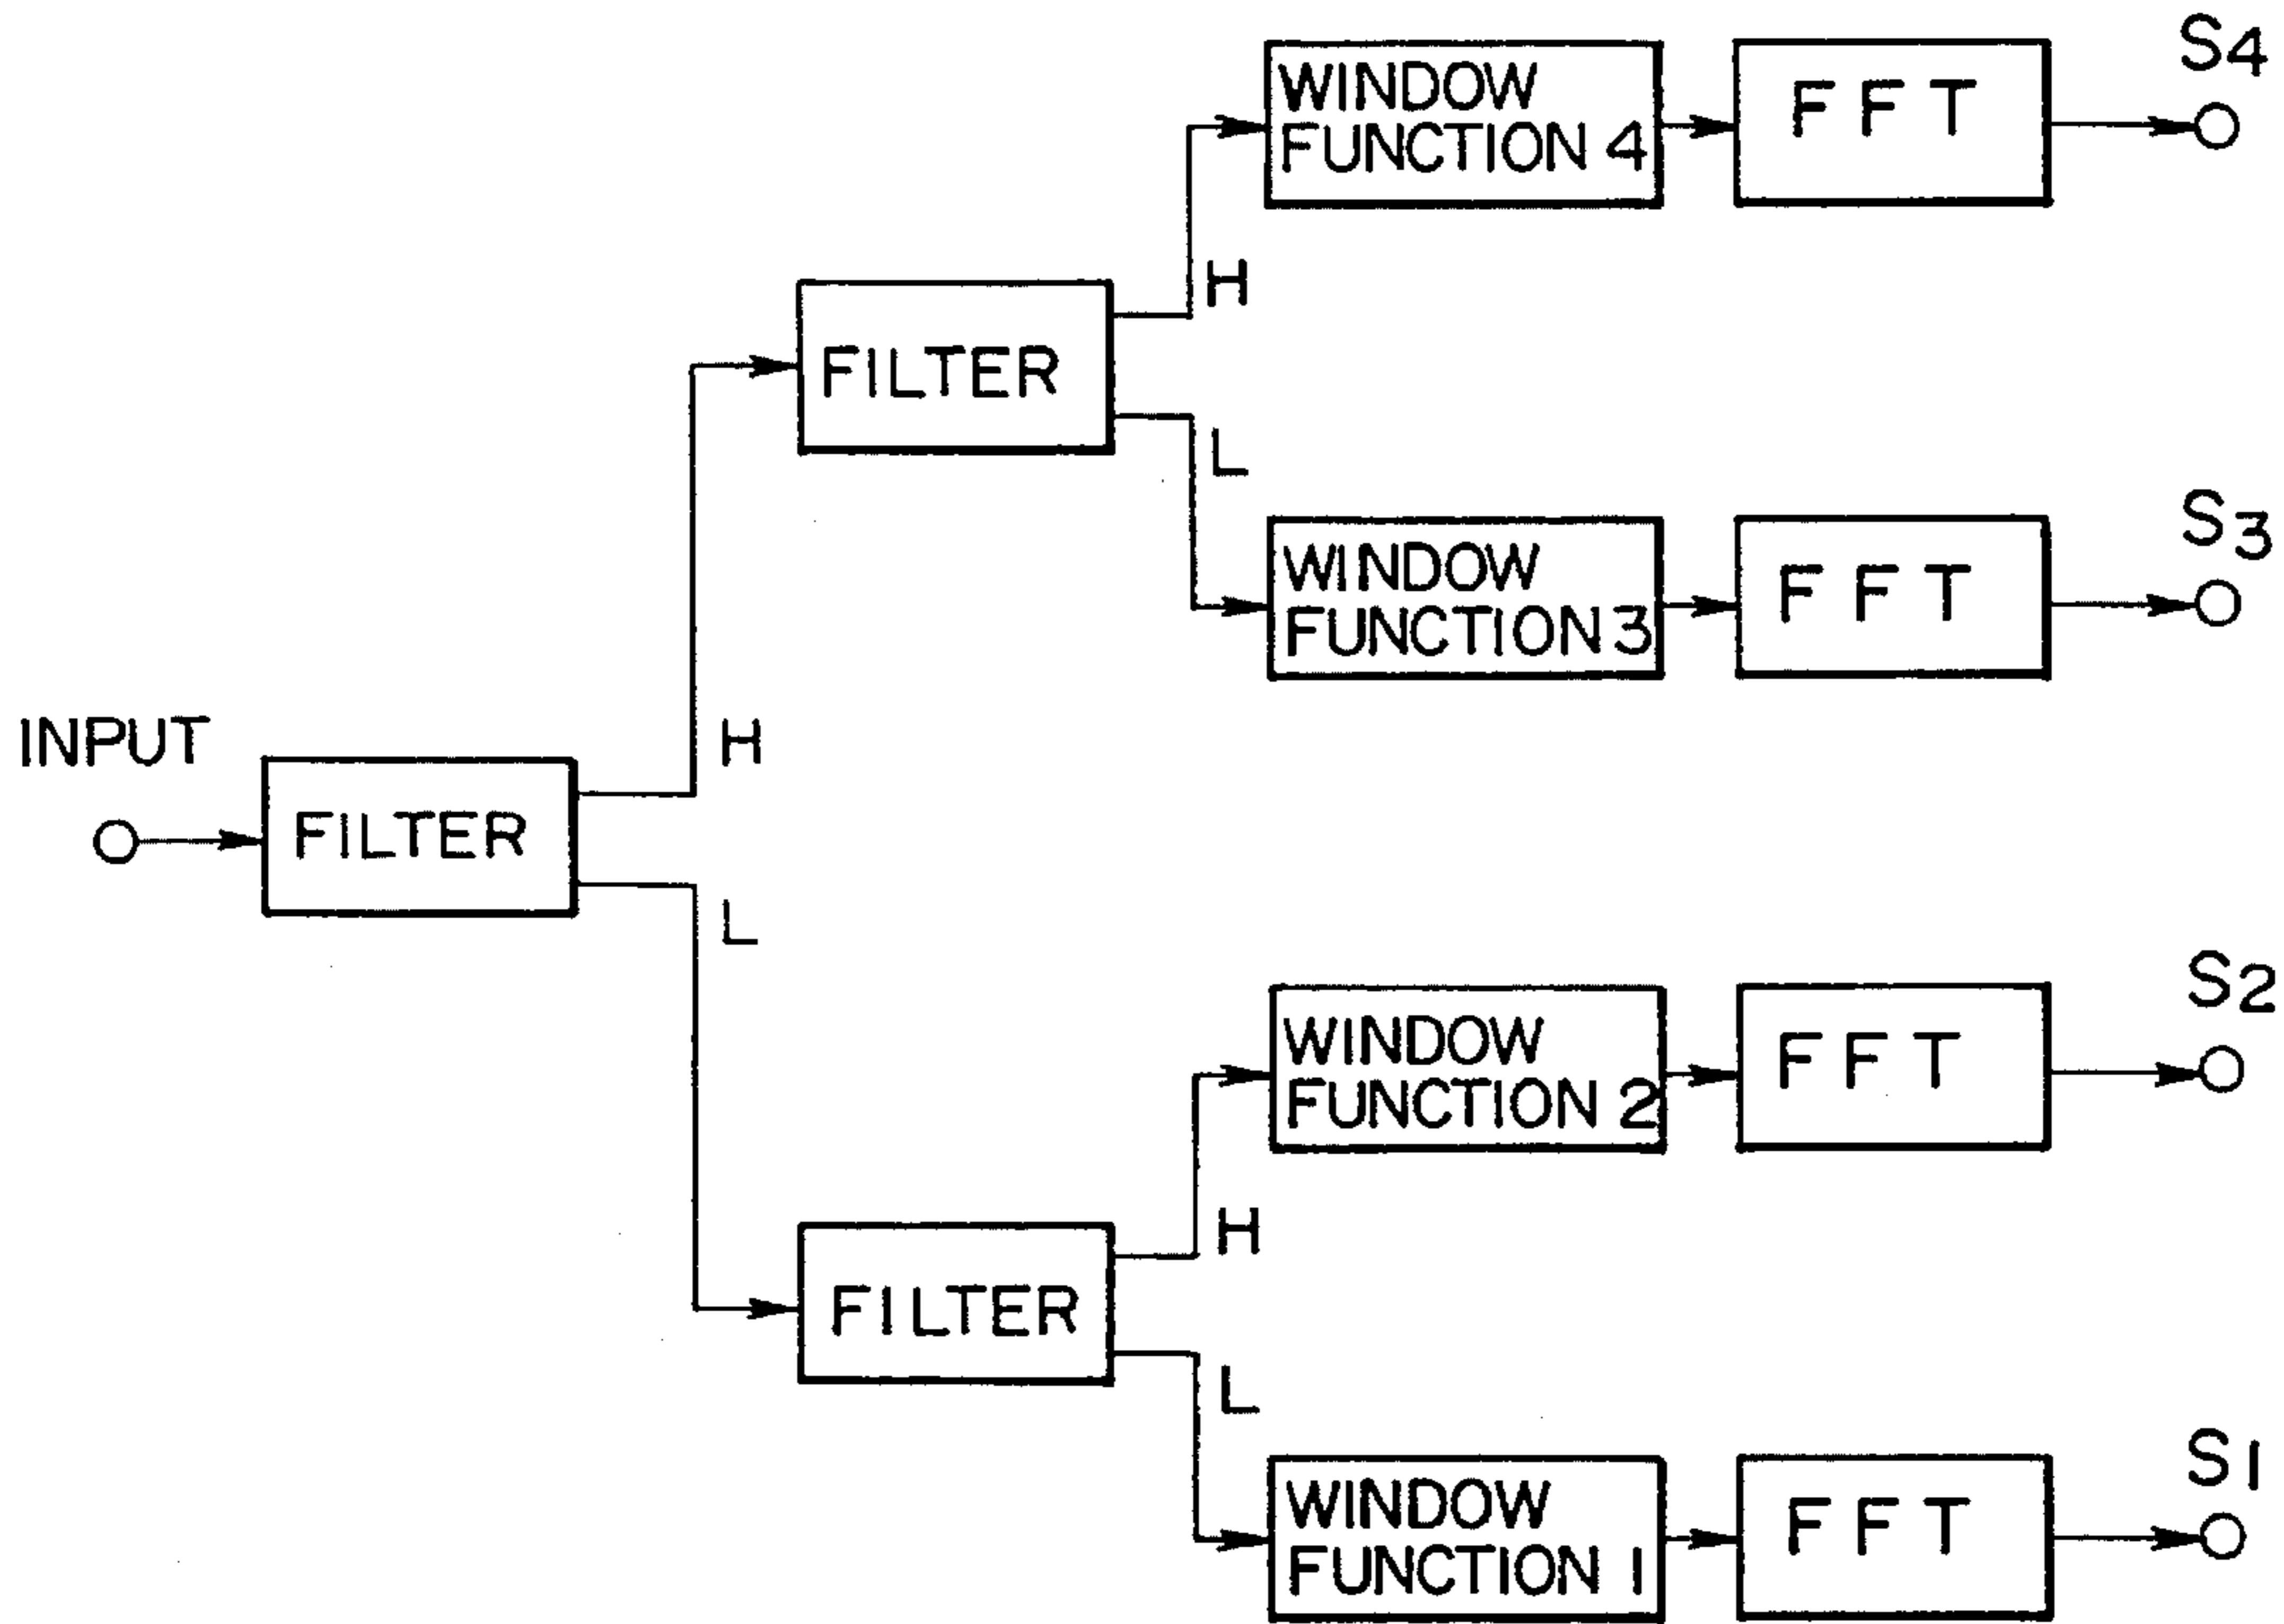 S4
WINDOW
FUNCTION 4
F F T
H
FILTER
L
S3
WINDOW
FUNCTION 3
F F T
INPUT
H
FILTER
L
S2
WINDOW
FUNCTION 2
F F T
H
FILTER
L
S1
WINDOW
FUNCTION 1
F F T